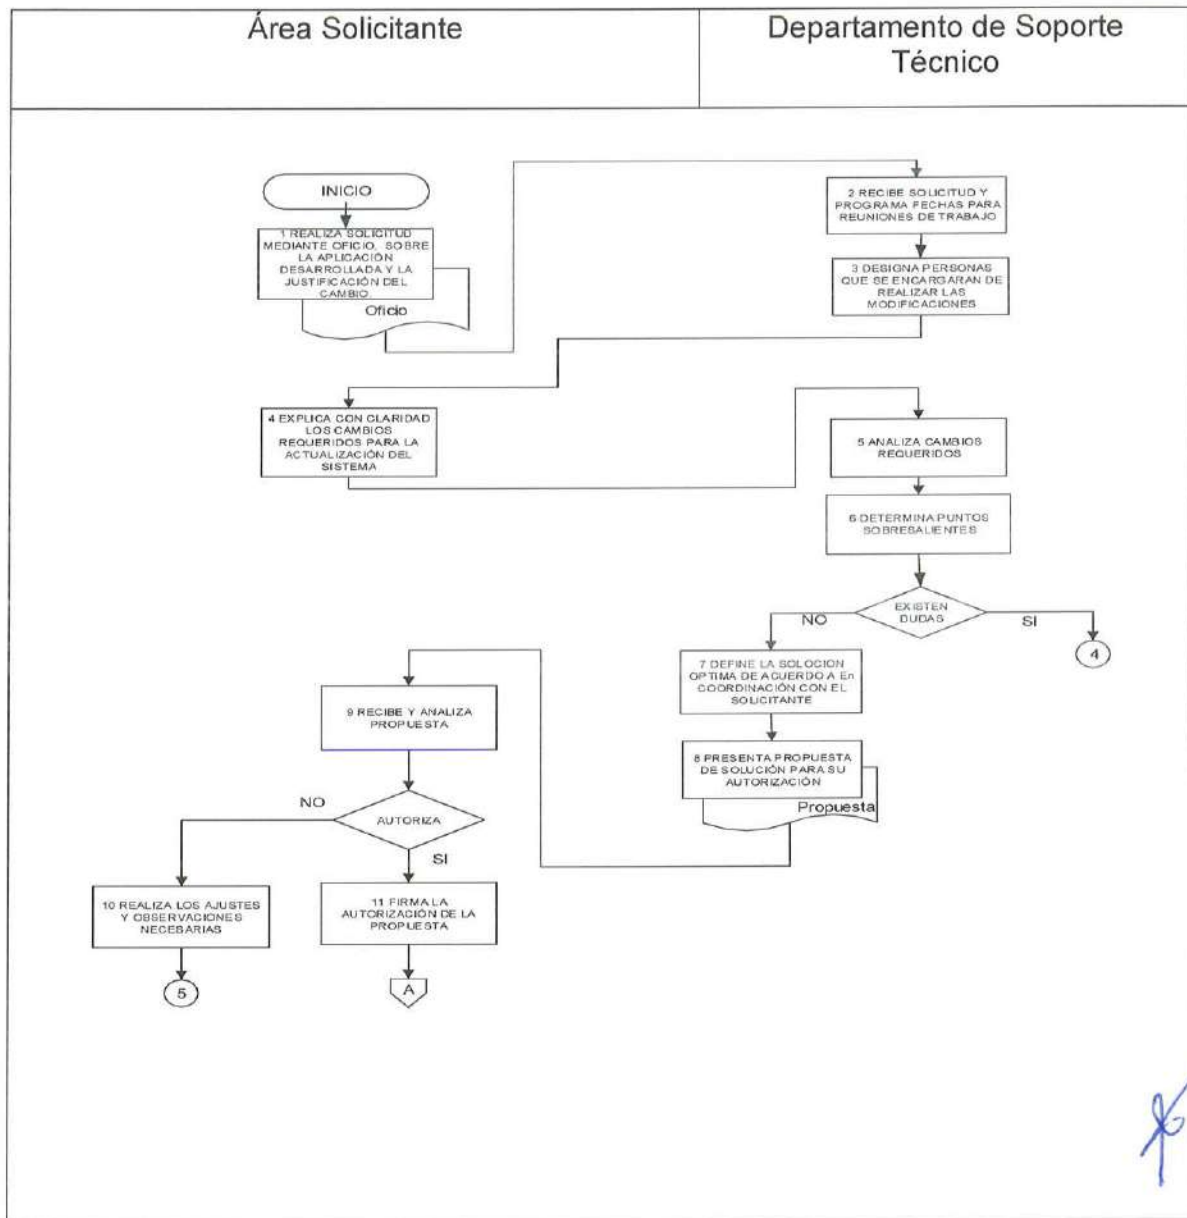 Área Solicitante
Departamento de Soporte
Técnico
INICIO
1 REALIZA SOLICITUD
MEDIANTE OFICIO, SOBRE
LA APLICACIÓN
DESARROLLADA Y LA
JUSTIFICACIÓN DEL
CAMBIO.
Oficio
2 RECIBE SOLICITUD Y
PROGRAMA FECHAS PARA
REUNIONES DE TRABAJO
3 DESIGNA PERSONAS
QUE SE ENCARGARAN DE
REALIZAR LAS
MODIFICACIONES
4 EXPLICA CON CLARIDAD
LOS CAMBIOS
REQUERIDOS PARA LA
ACTUALIZACIÓN DEL
SISTEMA
5 ANALIZA CAMBIOS
REQUERIDOS
6 DETERMINA PUNTOS
SOBRESALIENTES
EXISTEN
DUDAS
NO
SI
4
7 DEFINE LA SOLOCION
OPTIMA DE ACUERDO A En
COORDINACIÓN CON EL
SOLICITANTE
8 PRESENTA PROPUESTA
DE SOLUCIÓN PARA SU
AUTORIZACIÓN
Propuesta
9 RECIBE Y ANALIZA
PROPUESTA
AUTORIZA
NO
SI
10 REALIZA LOS AJUSTES
Y OBSERVACIONES
NECESARIAS
5
11 FIRMA LA
AUTORIZACIÓN DE LA
PROPUESTA
A